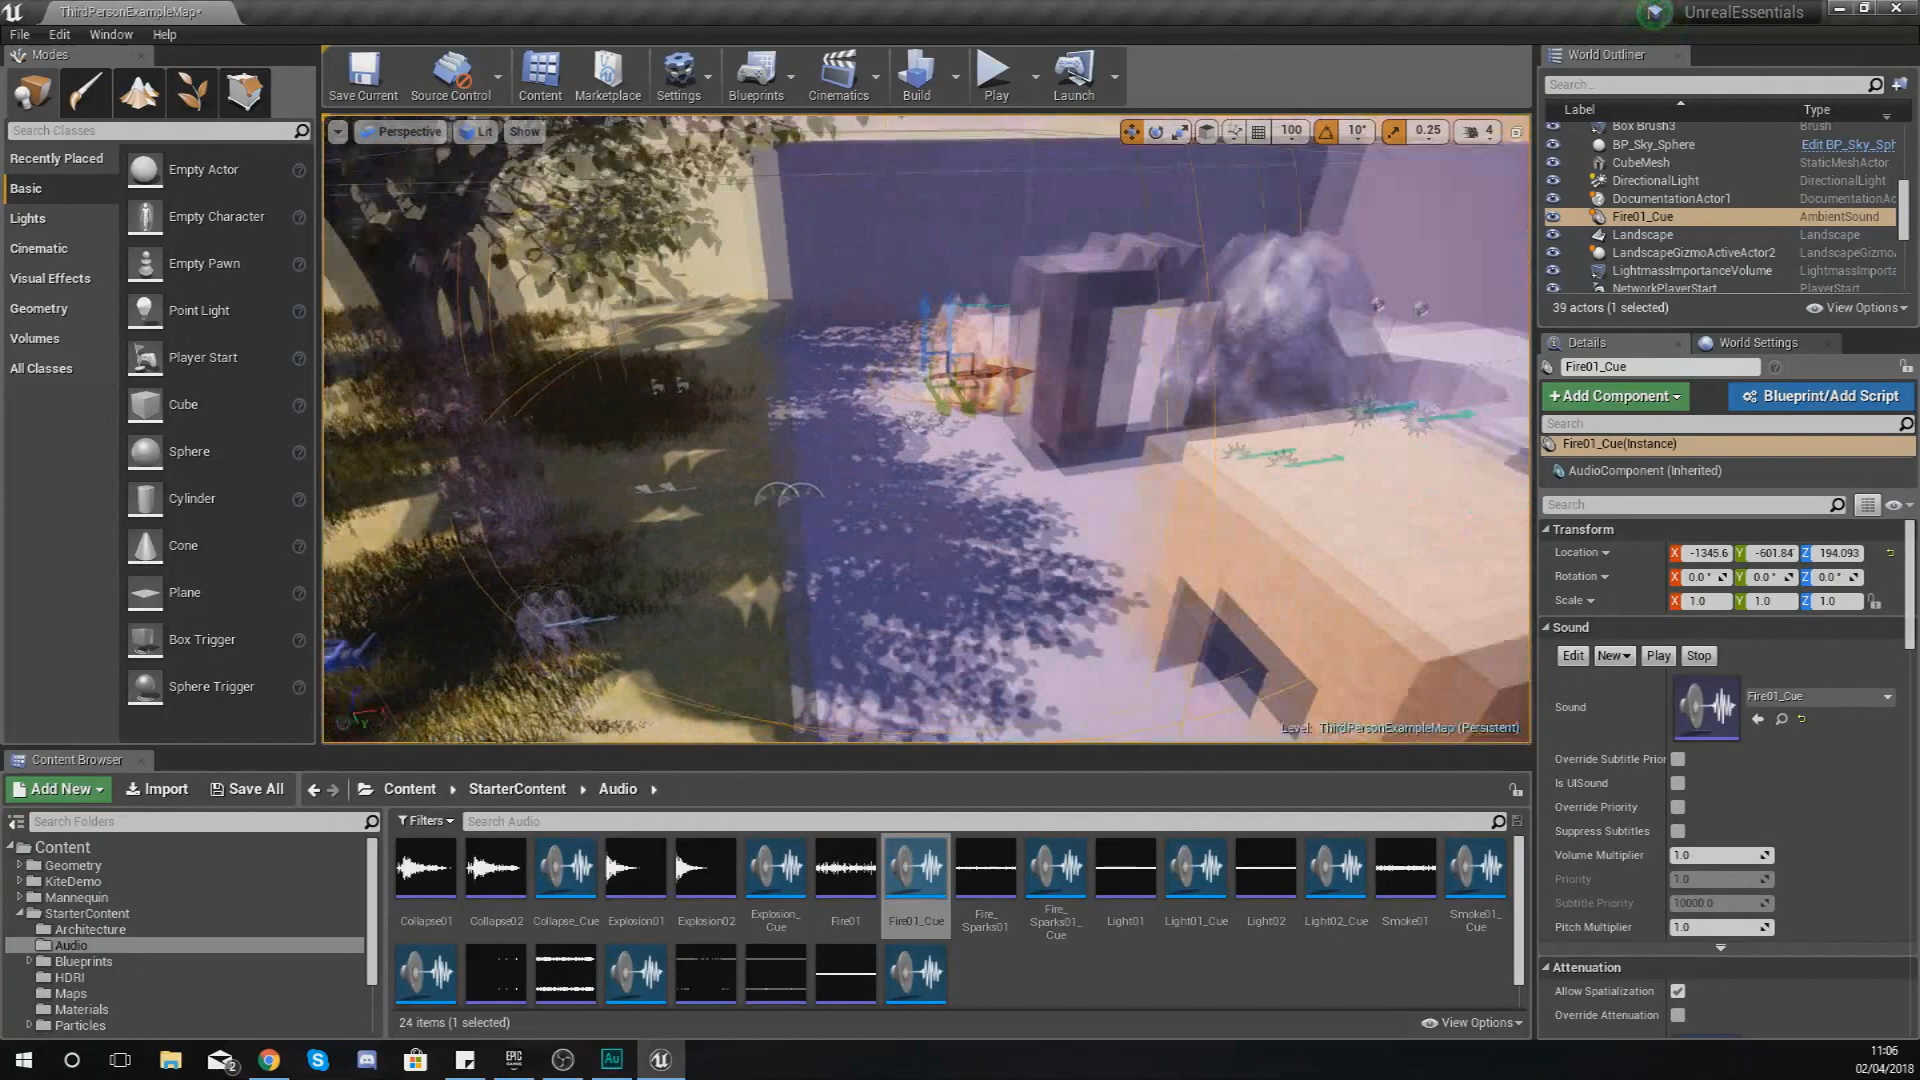 ThirdPersonExampleMap*
UnrealEssentials
File Edit Window Help
Modes
Search Classes
Recently Placed
Basic
Lights
Cinematic
Visual Effects
Geometry
Volumes
All Classes
Empty Actor
Empty Character
Empty Pawn
Point Light
Player Start
Cube
Sphere
Cylinder
Cone
Plane
Box Trigger
Sphere Trigger
Save Current Source Control Content Marketplace Settings Blueprints Cinematics Build Play Launch
Perspective Lit Show
100 10° 0.25 4
Level: ThirdPersonExampleMap (Persistent)
World Outliner
Search...
Label Type
Box Brush3 Brush
BP_Sky_Sphere Edit BP_Sky_Sph
CubeMesh StaticMeshActor
DirectionalLight DirectionalLight
DocumentationActor1 DocumentationAc
Fire01_Cue AmbientSound
Landscape Landscape
LandscapeGizmoActiveActor2 LandscapeGizmo
LightmassImportanceVolume LightmassImporta
NetworkPlayerStart PlayerStart
39 actors (1 selected) View Options
Details World Settings
Fire01_Cue
+Add Component Blueprint/Add Script
Search
Fire01_Cue(Instance)
AudioComponent (Inherited)
Search
Transform
Location X -1345.6 Y -601.84 Z 194.093
Rotation X 0.0 ° Y 0.0 ° Z 0.0 °
Scale X 1.0 Y 1.0 Z 1.0
Sound
Edit New Play Stop
Sound Fire01_Cue
Override Subtitle Prior
Is UISound
Override Priority
Suppress Subtitles
Volume Multiplier 1.0
Priority 1.0
Subtitle Priority 10000.0
Pitch Multiplier 1.0
Attenuation
Allow Spatialization
Override Attenuation
Content Browser
Add New Import Save All Content StarterContent Audio
Search Folders
Filters Search Audio
Content
Geometry
KiteDemo
Mannequin
StarterContent
Architecture
Audio
Blueprints
HDRI
Maps
Materials
Particles
Collapse01 Collapse02 Collapse_Cue Explosion01 Explosion02 Explosion_Cue Fire01 Fire01_Cue Fire_Sparks01 Fire_Sparks01_Cue Light01 Light01_Cue Light02 Light02_Cue Smoke01 Smoke01_Cue
24 items (1 selected) View Options
2
EPIC
Au
11:06
02/04/2018